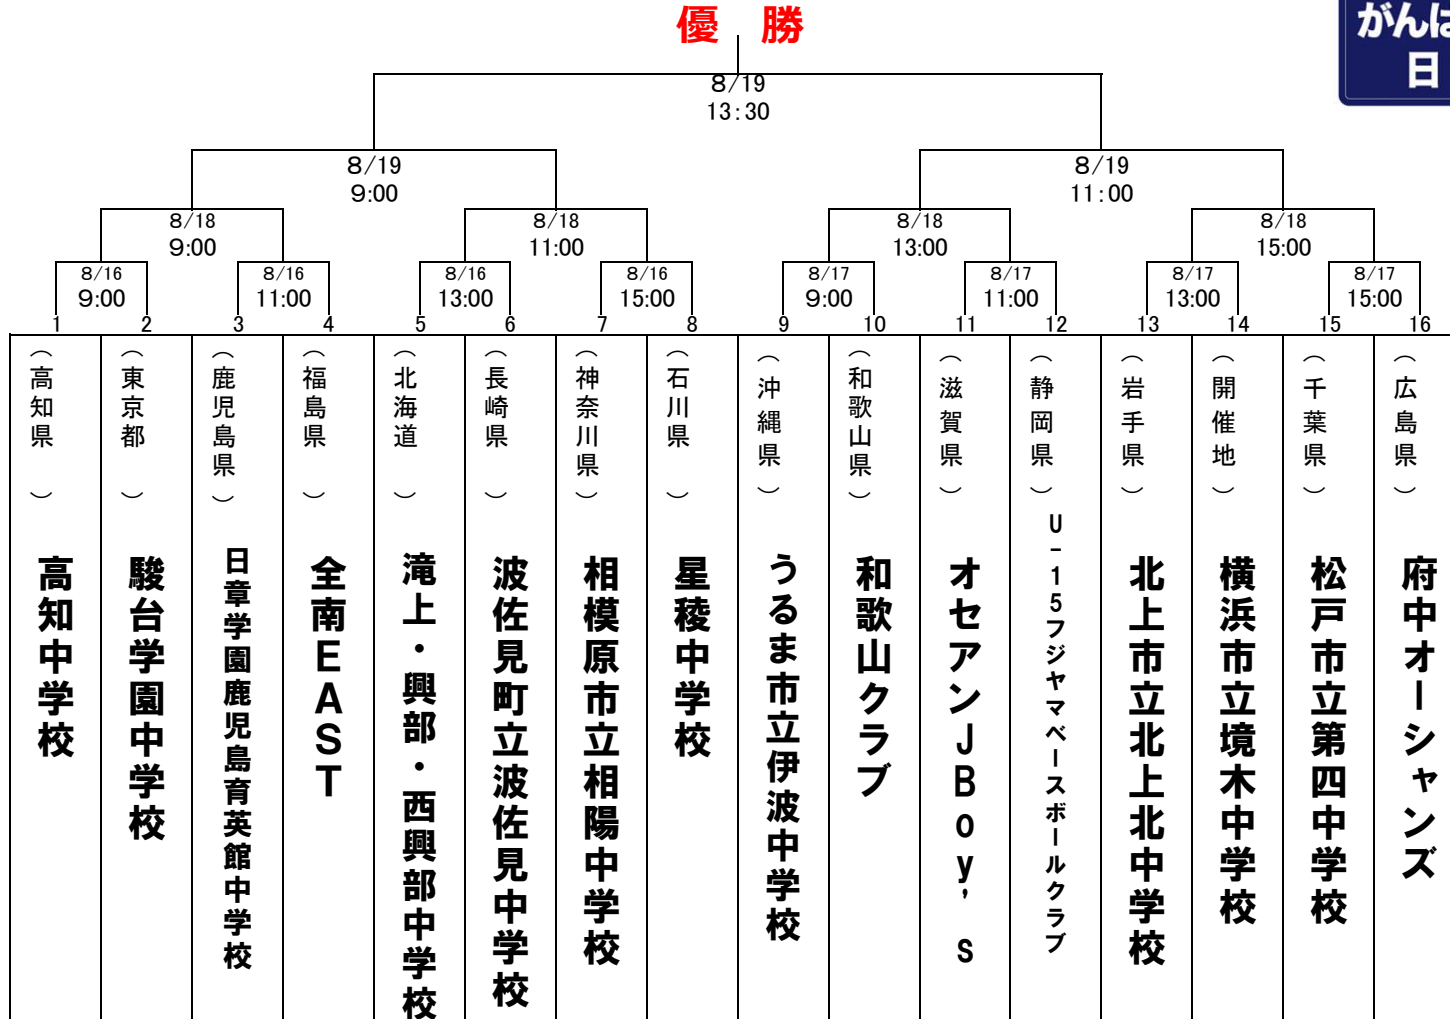 優 勝
がんば
日
8/19
13:30
8/19
9:00
8/19
11:00
8/18
9:00
8/18
11:00
8/18
13:00
8/18
15:00
8/16
9:00
8/16
11:00
8/16
13:00
8/16
15:00
8/17
9:00
8/17
11:00
8/17
13:00
8/17
15:00
1
2
3
4
5
6
7
8
9
10
11
12
13
14
15
16
(高知県)
高知中学校
(東京都)
駿台学園中学校
(鹿児島県)
日章学園鹿児島育英館中学校
(福島県)
全南EAST
(北海道)
滝上・興部・西興部中学校
(長崎県)
波佐見町立波佐見中学校
(神奈川県)
相模原市立相陽中学校
(石川県)
星稜中学校
(沖縄県)
うるま市立伊波中学校
(和歌山県)
和歌山クラブ
(滋賀県)
オセアンJBoy's
(静岡県)
U-15フジヤマベースボールクラブ
(岩手県)
北上市立北上北中学校
(開催地)
横浜市立境木中学校
(千葉県)
松戸市立第四中学校
(広島県)
府中オーシャンズ